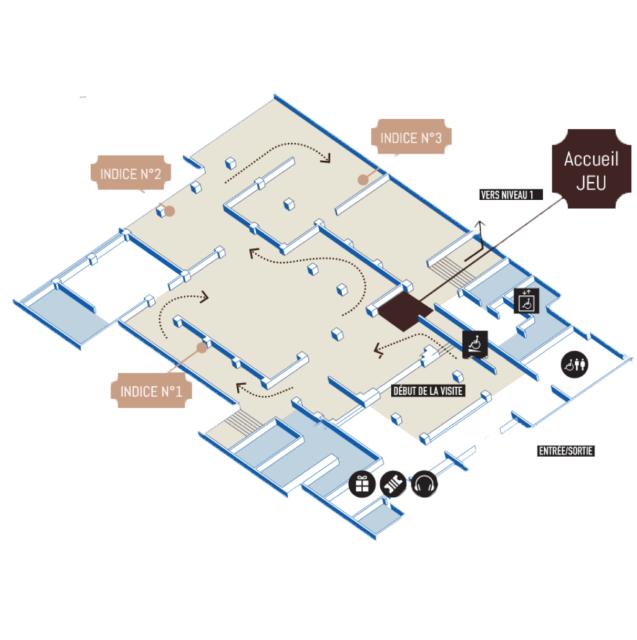 INDICE N°3
INDICE N°2
Accueil
JEU
VERS NIVEAU 1
INDICE N°1
DÉBUT DE LA VISITE
ENTRÉE/SORTIE